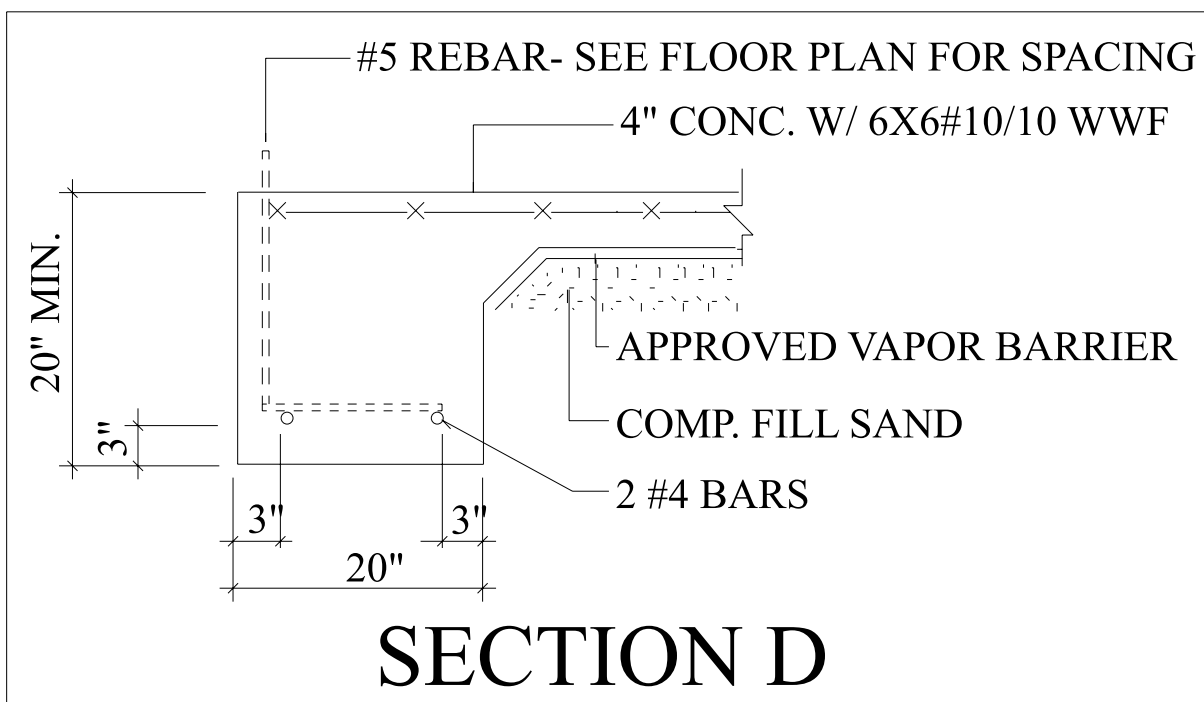 #5 REBAR- SEE FLOOR PLAN FOR SPACING
4" CONC. W/ 6X6#10/10 WWF
20" MIN.
3"
APPROVED VAPOR BARRIER
COMP. FILL SAND
2 #4 BARS
3"
3"
20"
SECTION D